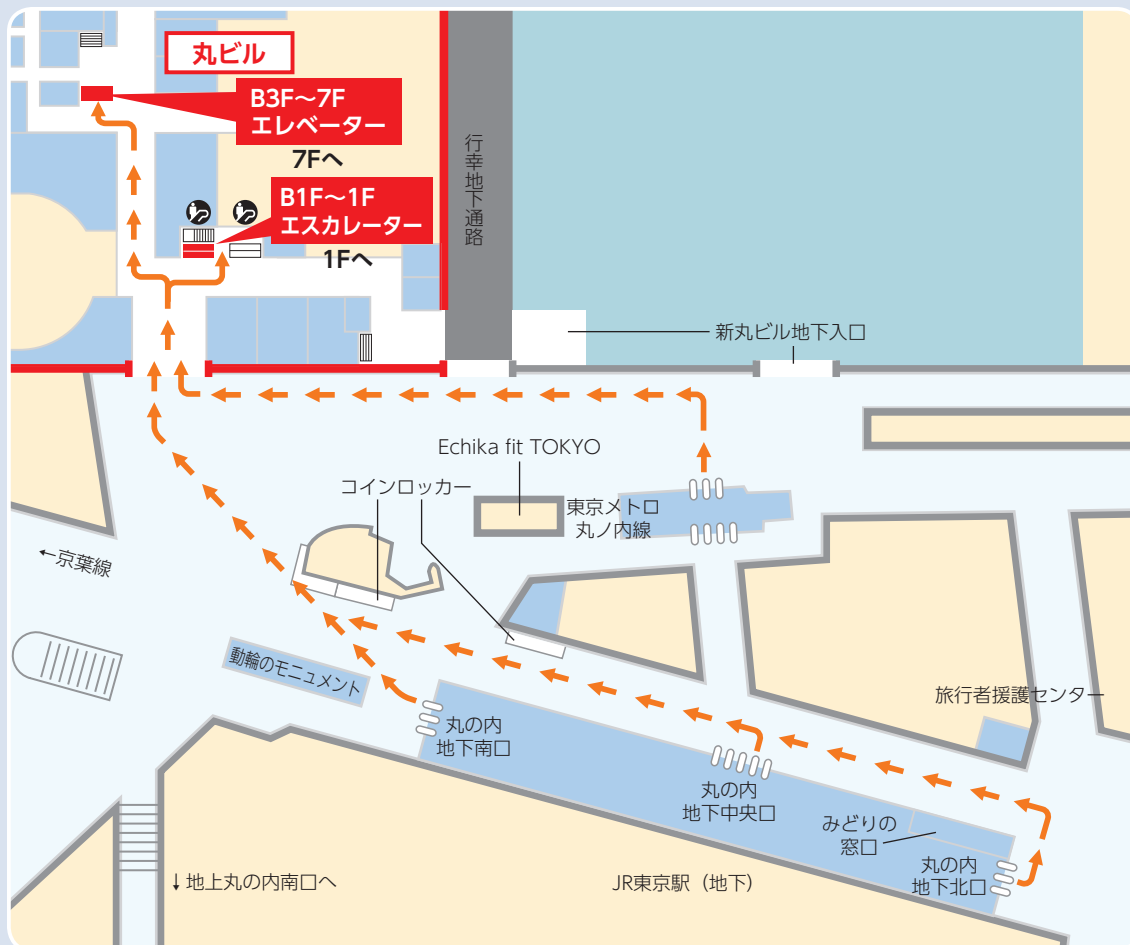 丸ビル
B3F～7F
エレベーター
7Fへ
B1F～1F
エスカレーター
1Fへ
行幸地下通路
新丸ビル地下入口
Echika fit TOKYO
コインロッカー
東京メトロ
丸ノ内線
←京葉線
動輪のモニュメント
旅行者援護センター
丸の内
地下南口
丸の内
地下中央口
みどりの
窓口
丸の内
地下北口
↓地上丸の内南口へ
JR東京駅（地下）